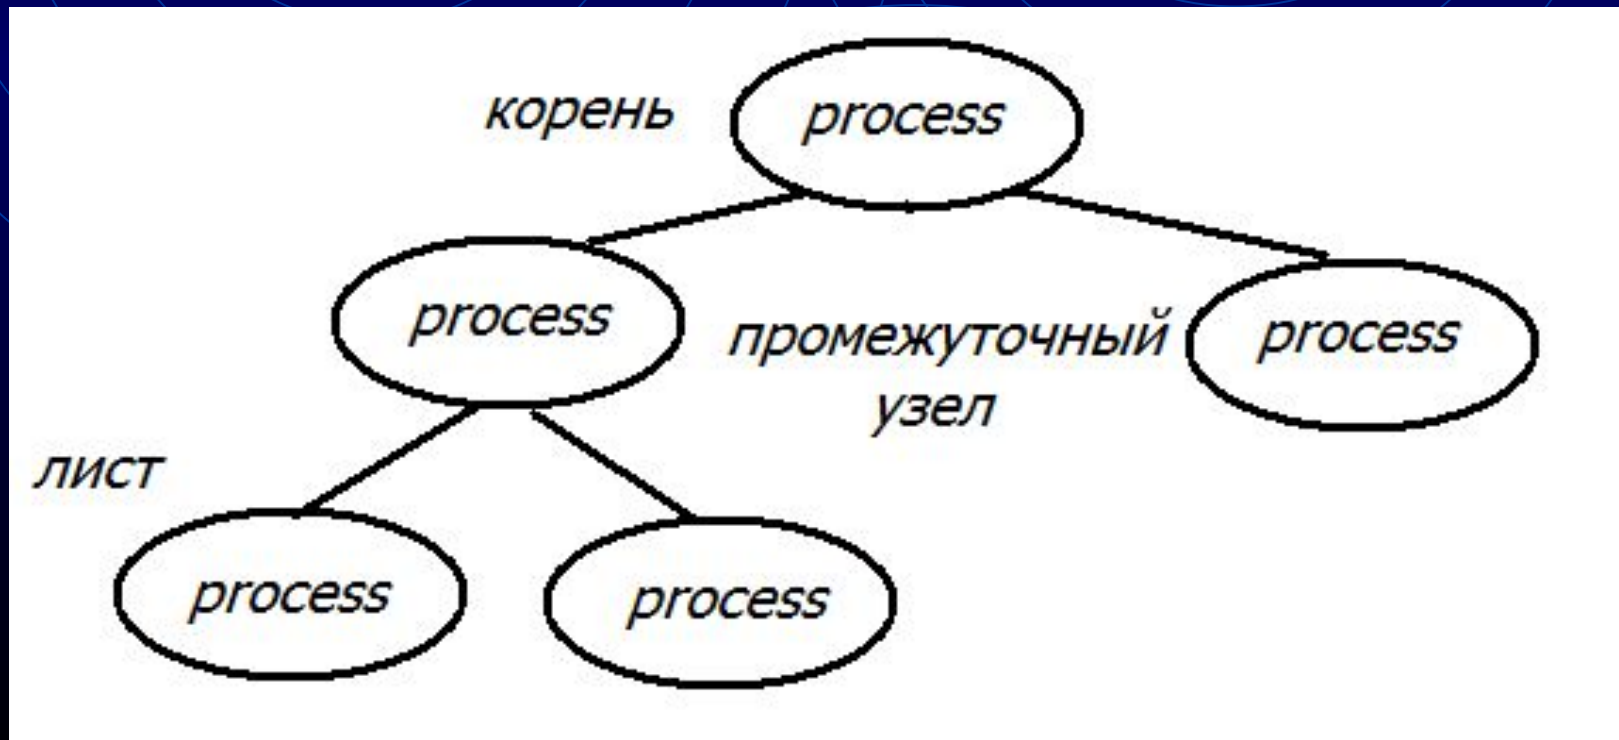 корень
process
process
промежуточный
узел
process
лист
process
process